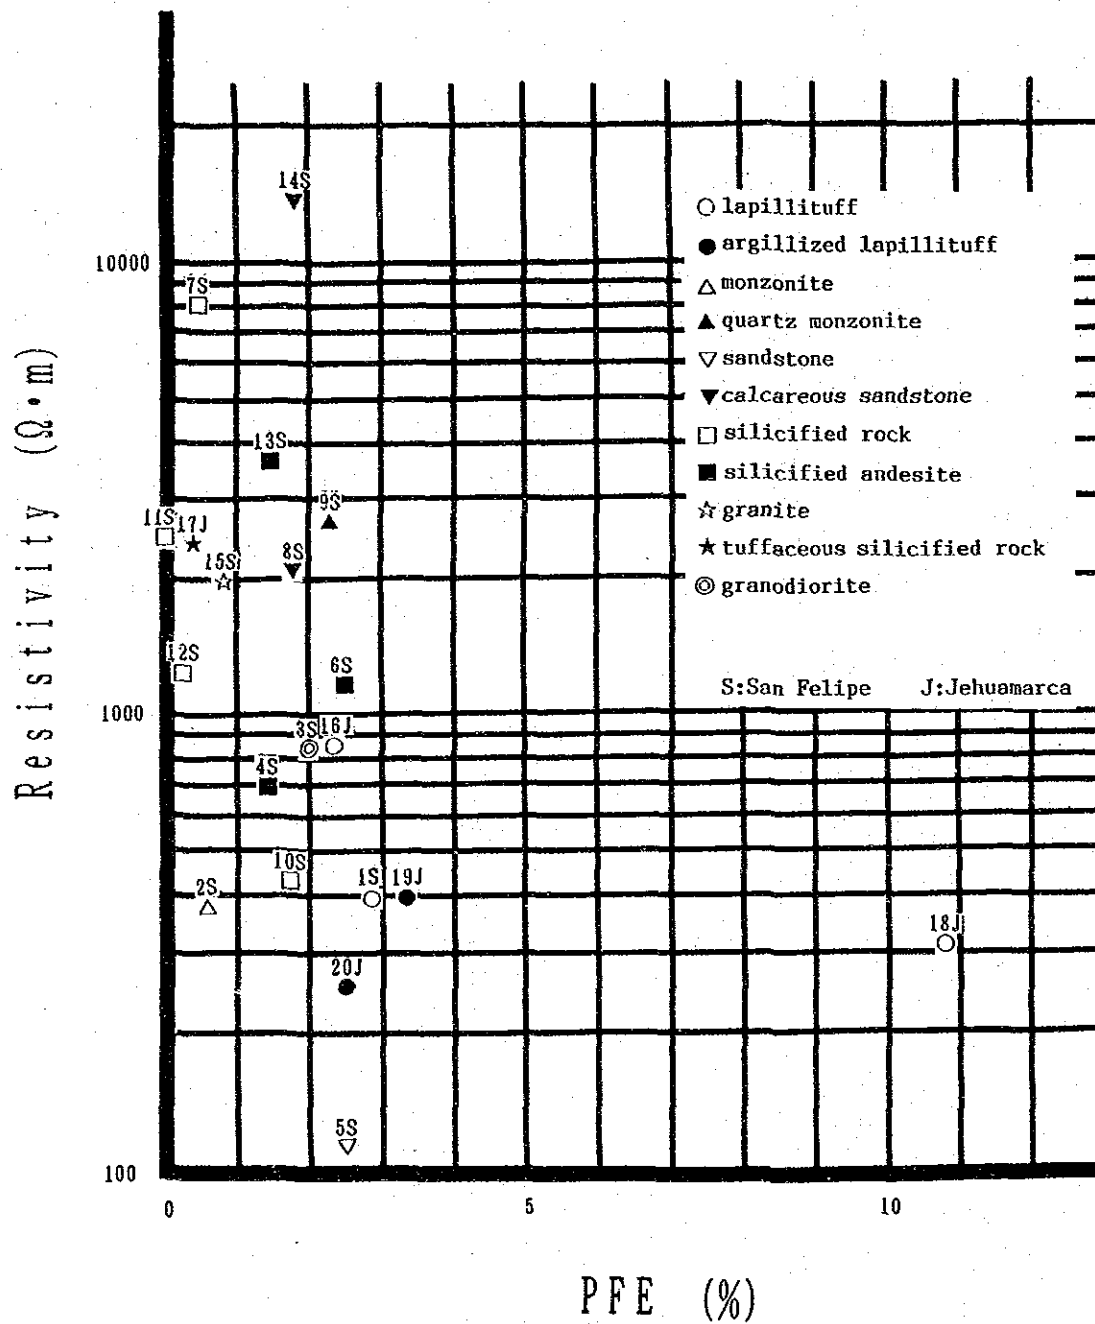 14S
○ lapillituff
● argillized lapillituff
10000
7S
△ monzonite
▲ quartz monzonite
▽ sandstone
▼ calcareous sandstone
□ silicified rock
13S
■ silicified andesite
9S
☆ granite
11S 17J
8S
★ tuffaceous silicified rock
15S
◎ granodiorite
12S
6S
S:San Felipe J:Jehuamarca
1000
3S 16J
4S
10S
2S
1S 19J
18J
20J
5S
100
0 5 10
Resistivity (Ω·m)
PFE (%)